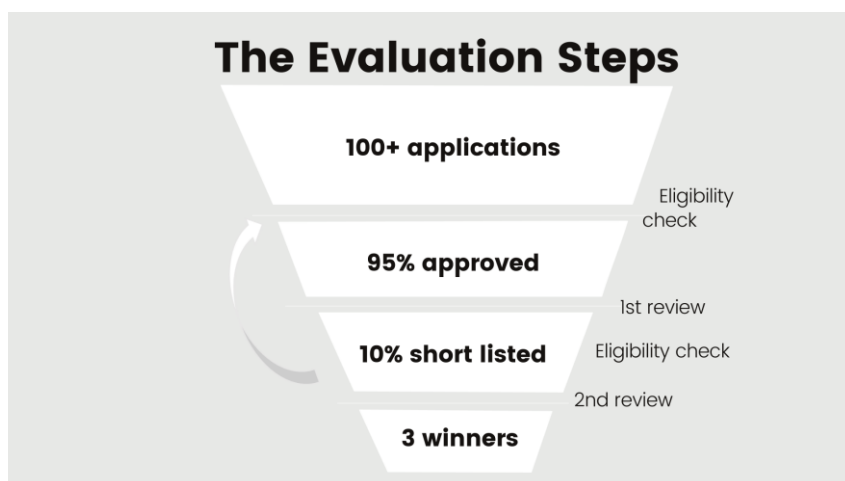 The Evaluation Steps
100+ applications
Eligibility
check
95% approved
1st review
10% short listed
Eligibility check
2nd review
3 winners